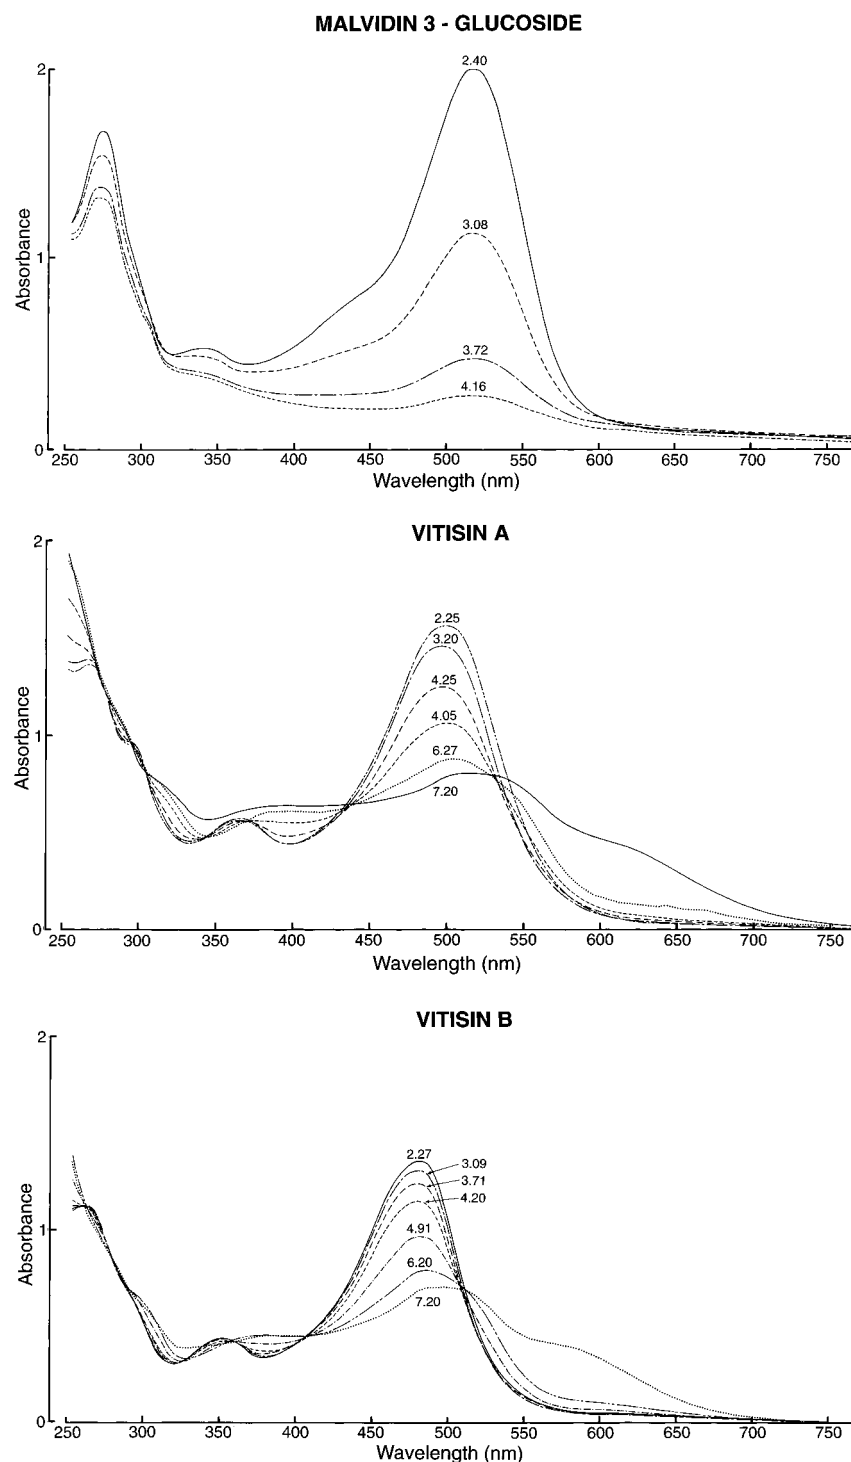 MALVIDIN 3 - GLUCOSIDE
2
1
0
Absorbance
2.40
3.08
3.72
4.16
250 300 350 400 450 500 550 600 650 700 750
Wavelength (nm)
VITISIN A
2
1
0
Absorbance
2.25
3.20
4.25
4.05
6.27
7.20
250 300 350 400 450 500 550 600 650 700 750
Wavelength (nm)
VITISIN B
2
1
0
Absorbance
2.27
3.09
3.71
4.20
4.91
6.20
7.20
250 300 350 400 450 500 550 600 650 700 750
Wavelength (nm)